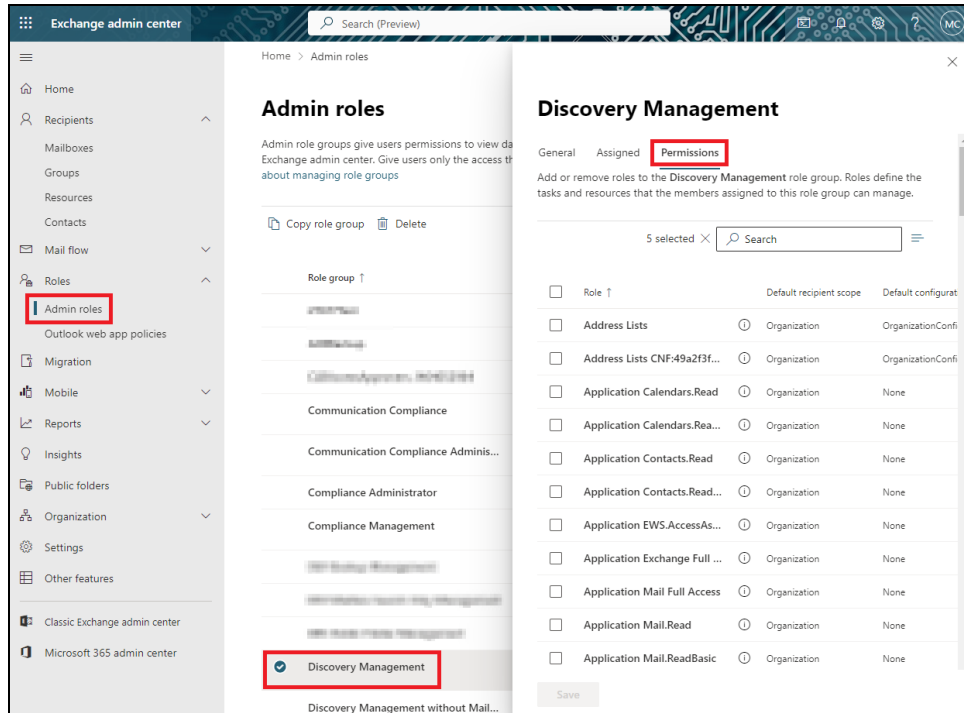 Exchange admin center
Search (Preview)
MC
Home
Recipients
Mailboxes
Groups
Resources
Contacts
Mail flow
Roles
Admin roles
Outlook web app policies
Migration
Mobile
Reports
Insights
Public folders
Organization
Settings
Other features
Classic Exchange admin center
Microsoft 365 admin center
Home > Admin roles
Admin roles
Admin role groups give users permissions to view da
Exchange admin center. Give users only the access th
about managing role groups
Copy role group Delete
Role group ↑
Communication Compliance
Communication Compliance Adminis...
Compliance Administrator
Compliance Management
Discovery Management
Discovery Management without Mail...
Discovery Management
General Assigned Permissions
Add or remove roles to the Discovery Management role group. Roles define the
tasks and resources that the members assigned to this role group can manage.
5 selected Search
Role ↑ Default recipient scope Default configurat
Address Lists Organization OrganizationConfi
Address Lists CNF:49a2f3f... Organization OrganizationConfi
Application Calendars.Read Organization None
Application Calendars.Rea... Organization None
Application Contacts.Read Organization None
Application Contacts.Read... Organization None
Application EWS.AccessAs... Organization None
Application Exchange Full ... Organization None
Application Mail Full Access Organization None
Application Mail.Read Organization None
Application Mail.ReadBasic Organization None
Save